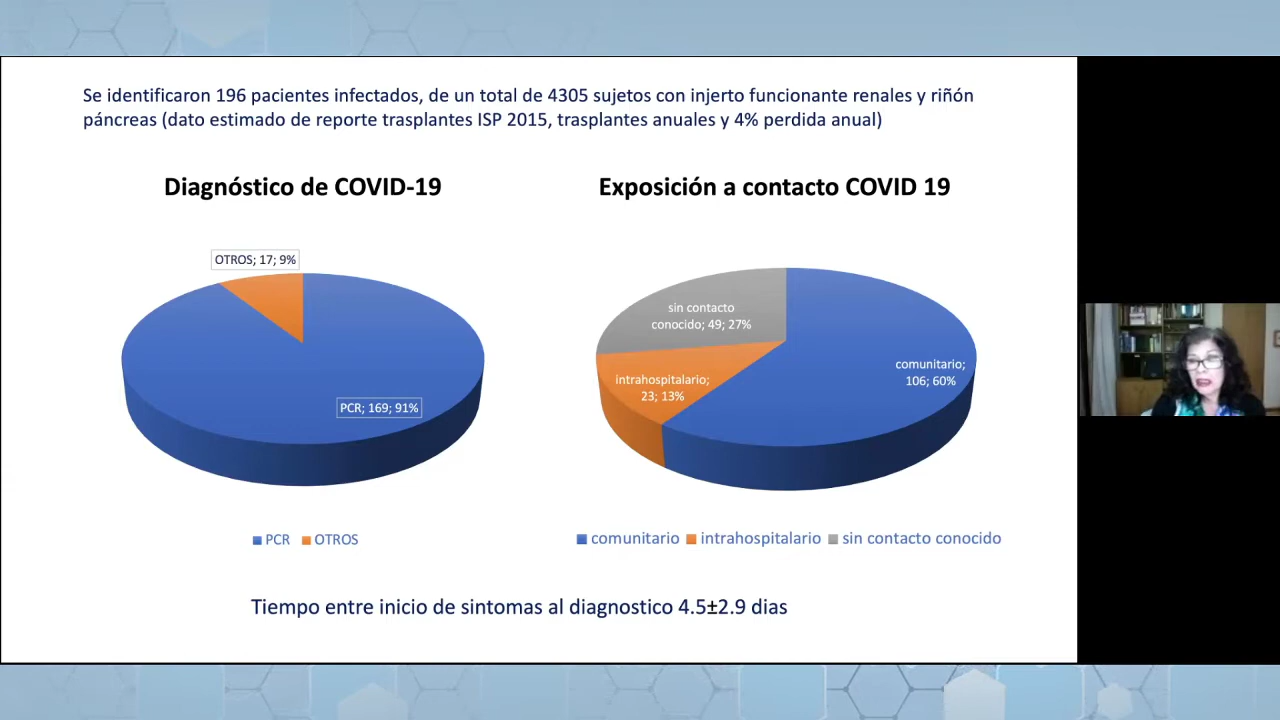 Se identificaron 196 pacientes infectados, de un total de 4305 sujetos con injerto funcionante renales y riñón
páncreas (dato estimado de reporte trasplantes ISP 2015, trasplantes anuales y 4% perdida anual)
Diagnóstico de COVID-19
OTROS; 17; 9%
PCR; 169; 91%
PCR OTROS
Exposición a contacto COVID 19
sin contacto
conocido; 49; 27%
comunitario;
106; 60%
intrahospitalario;
23; 13%
comunitario intrahospitalario sin contacto conocido
Tiempo entre inicio de sintomas al diagnostico 4.5±2.9 dias